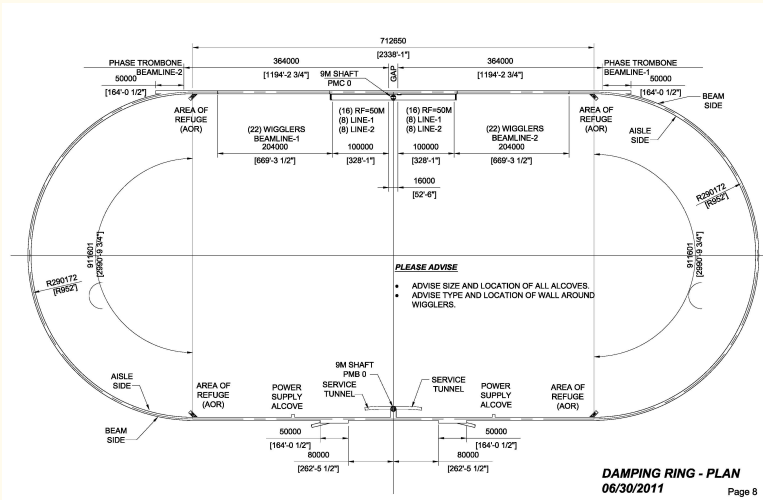 712650
[2338'-1"]
PHASE TROMBONE
BEAMLINE-2
364000
[1194'-2 3/4"]
9M SHAFT
PMC 0
GAP
364000
[1194'-2 3/4"]
PHASE TROMBONE
BEAMLINE-1
50000
[164'-0 1/2"]
50000
[164'-0 1/2"]
BEAM
SIDE
AISLE
SIDE
AREA OF
REFUGE
(AOR)
(22) WIGGLERS
BEAMLINE-1
204000
[669'-3 1/2"]
(16) RF=50M
(8) LINE-1
(8) LINE-2
100000
[328'-1"]
(16) RF=50M
(8) LINE-1
(8) LINE-2
100000
[328'-1"]
(22) WIGGLERS
BEAMLINE-2
204000
[669'-3 1/2"]
AREA OF
REFUGE
(AOR)
16000
[52'-6"]
R290172
[R952']
911601
[2990'-9 3/4"]
911601
[2990'-9 3/4"]
R290172
[R952']
PLEASE ADVISE
• ADVISE SIZE AND LOCATION OF ALL ALCOVES.
• ADVISE TYPE AND LOCATION OF WALL AROUND
WIGGLERS.
AISLE
SIDE
BEAM
SIDE
AREA OF
REFUGE
(AOR)
POWER
SUPPLY
ALCOVE
9M SHAFT
PMB 0
SERVICE
TUNNEL
SERVICE
TUNNEL
POWER
SUPPLY
ALCOVE
AREA OF
REFUGE
(AOR)
50000
[164'-0 1/2"]
50000
[164'-0 1/2"]
80000
[262'-5 1/2"]
80000
[262'-5 1/2"]
DAMPING RING - PLAN
06/30/2011
Page 8